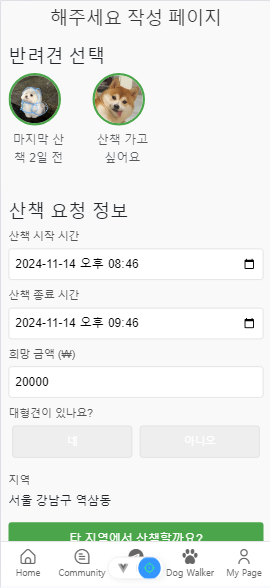 해주세요 작성 페이지
반려견 선택
마지막 산
책 2일 전
산책 가고
싶어요
산책 요청 정보
산책 시작 시간
2024-11-14 오후 08:46
산책 종료 시간
2024-11-14 오후 09:46
희망 금액 (₩)
20000
대형견이 있나요?
네
아니오
지역
서울 강남구 역삼동
타 지역에서 산책할까요?
Home
Community
Dog Walker
My Page